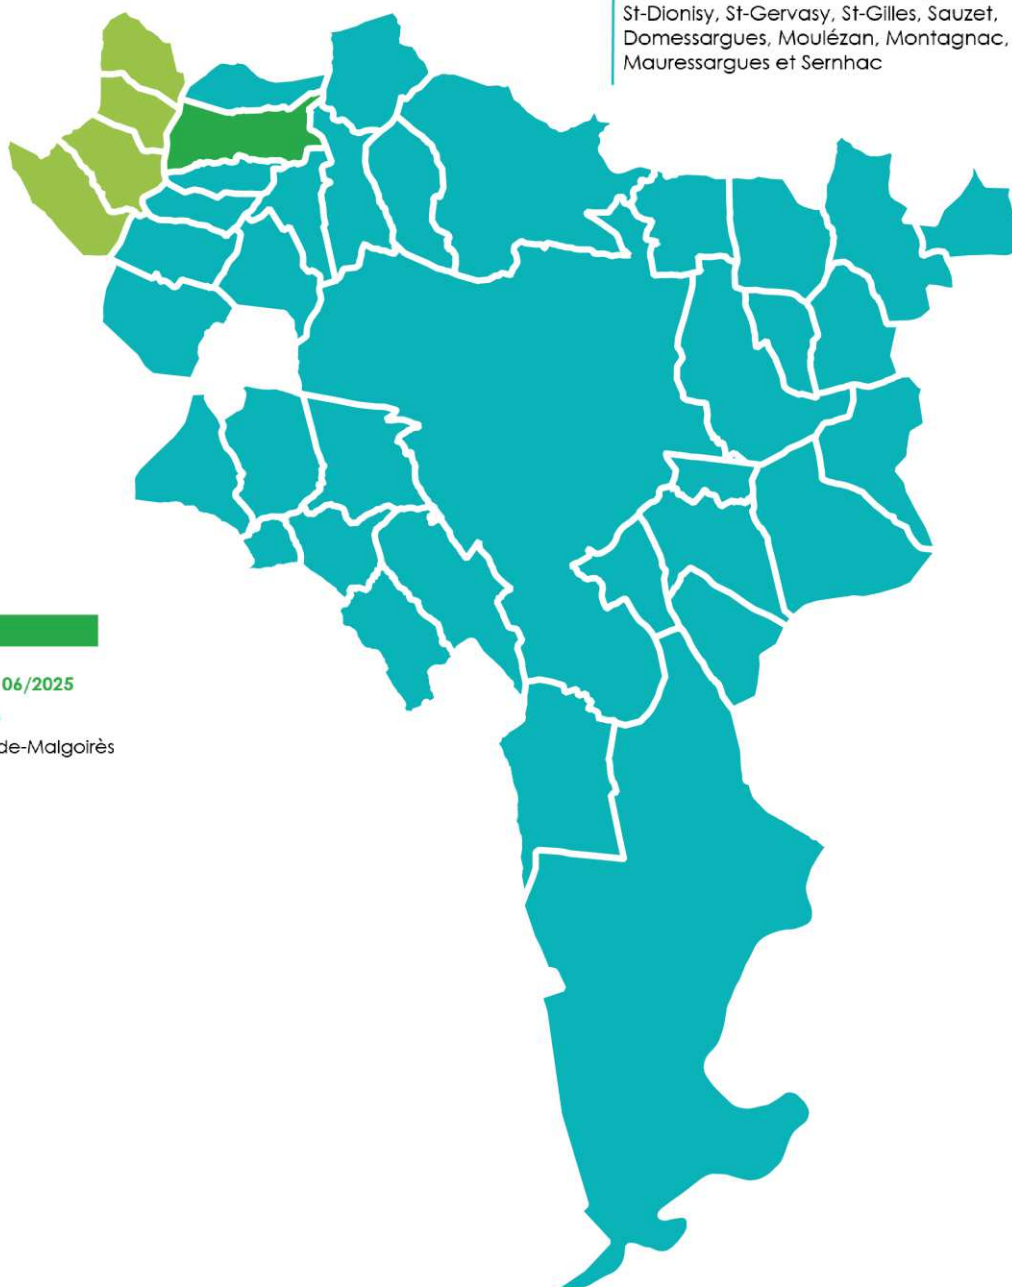 St-Dionisy, St-Gervasy, St-Gilles, Sauzet,
Domessargues, Moulézan, Montagnac,
Mauressargues et Sernhac
06/2025
de-Malgoirès